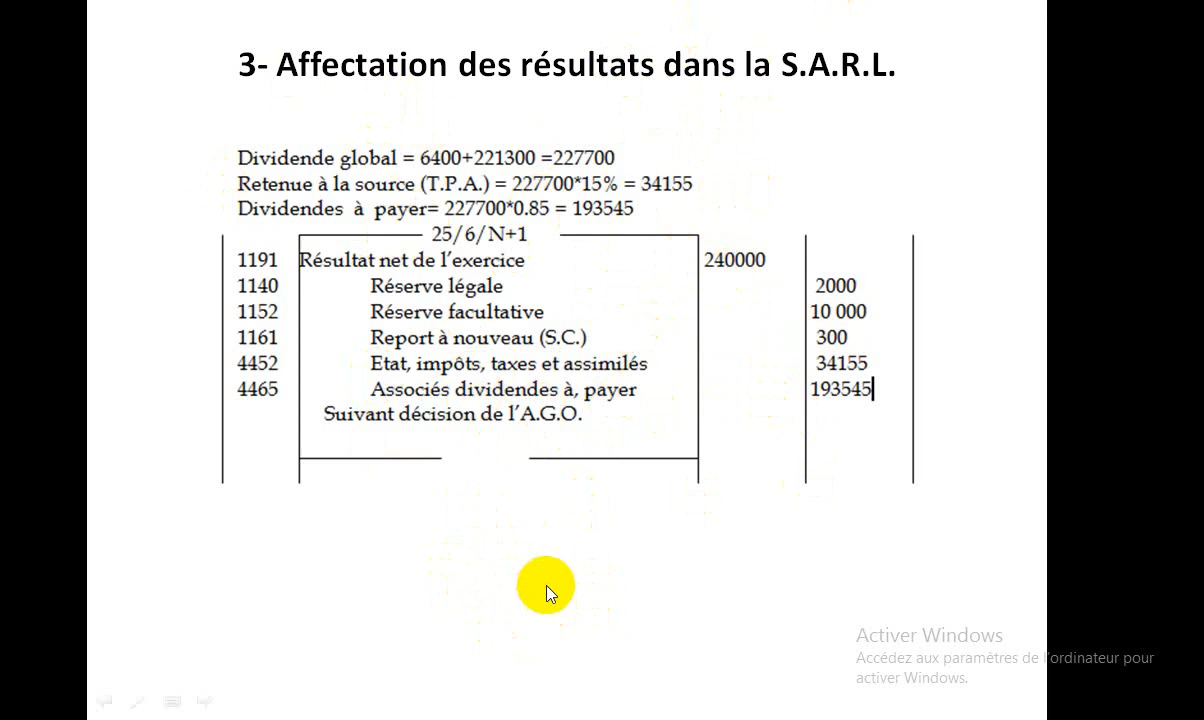 3- Affectation des résultats dans la S.A.R.L.
Dividende global = 6400+221300 =227700
Retenue à la source (T.P.A.) = 227700*15% = 34155
Dividendes à payer= 227700*0.85 = 193545
25/6/N+1
1191 Résultat net de l'exercice 240000
1140 Réserve légale 2000
1152 Réserve facultative 10 000
1161 Report à nouveau (S.C.) 300
4452 Etat, impôts, taxes et assimilés 34155
4465 Associés dividendes à, payer 193545
Suivant décision de l'A.G.O.
Activer Windows
Accédez aux paramètres de l'ordinateur pour
activer Windows.